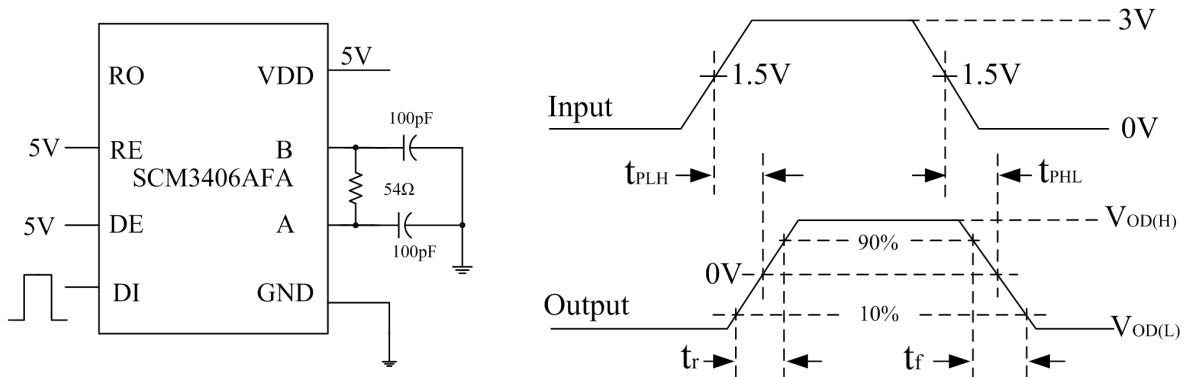 RO
VDD
5V
5V
RE
B
SCM3406AFA
100pF
54Ω
5V
DE
A
100pF
DI
GND
3V
1.5V
1.5V
Input
0V
tPLH
tPHL
VOD(H)
90%
0V
Output
10%
VOD(L)
tr
tf